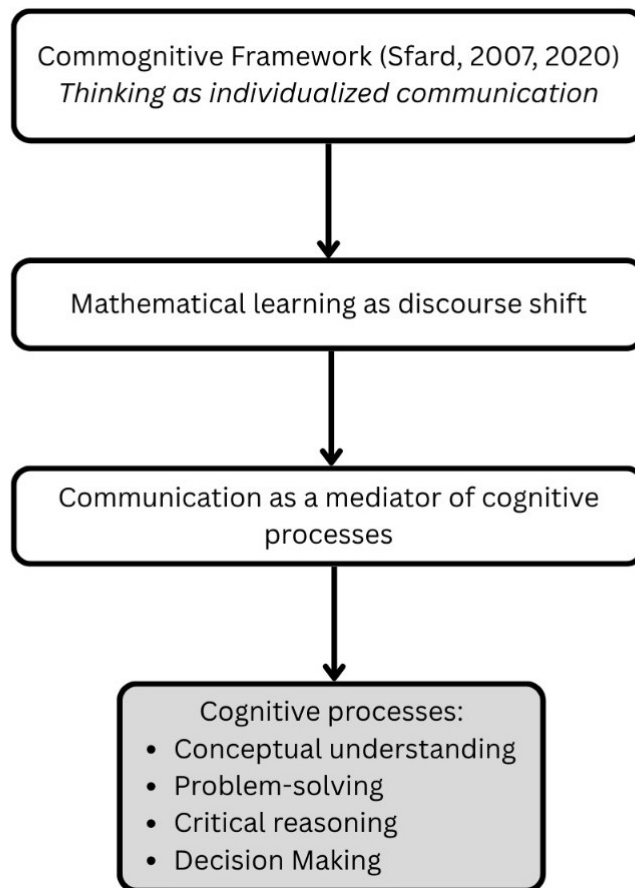 Commognitive Framework (Sfard, 2007, 2020)
Thinking as individualized communication
Mathematical learning as discourse shift
Communication as a mediator of cognitive
processes
Cognitive processes:
• Conceptual understanding
• Problem-solving
• Critical reasoning
• Decision Making